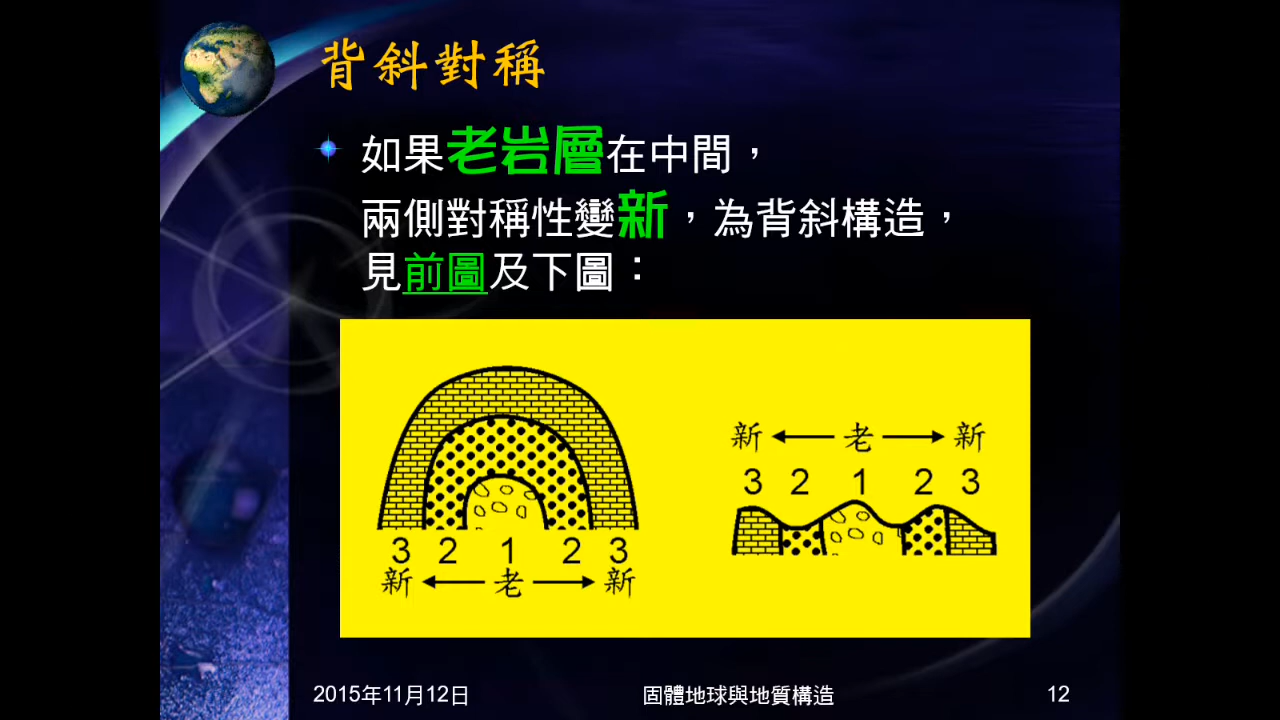 背斜對稱
如果老岩層在中間，
兩側對稱性變新，為背斜構造，
見前圖及下圖：
3 2 1 2 3
新 ← 老 → 新
新 ← 老 → 新
3 2 1 2 3
2015年11月12日
固體地球與地質構造
12